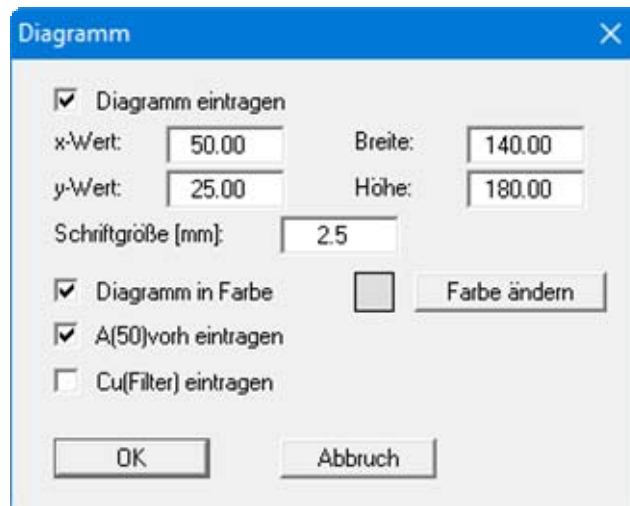 Diagramm
Diagramm eintragen
x-Wert: 50.00 Breite: 140.00
y-Wert: 25.00 Höhe: 180.00
Schriftgröße [mm]: 2.5
Diagramm in Farbe Farbe ändern
A(50)vorh eintragen
Cu(Filter) eintragen
OK Abbruch